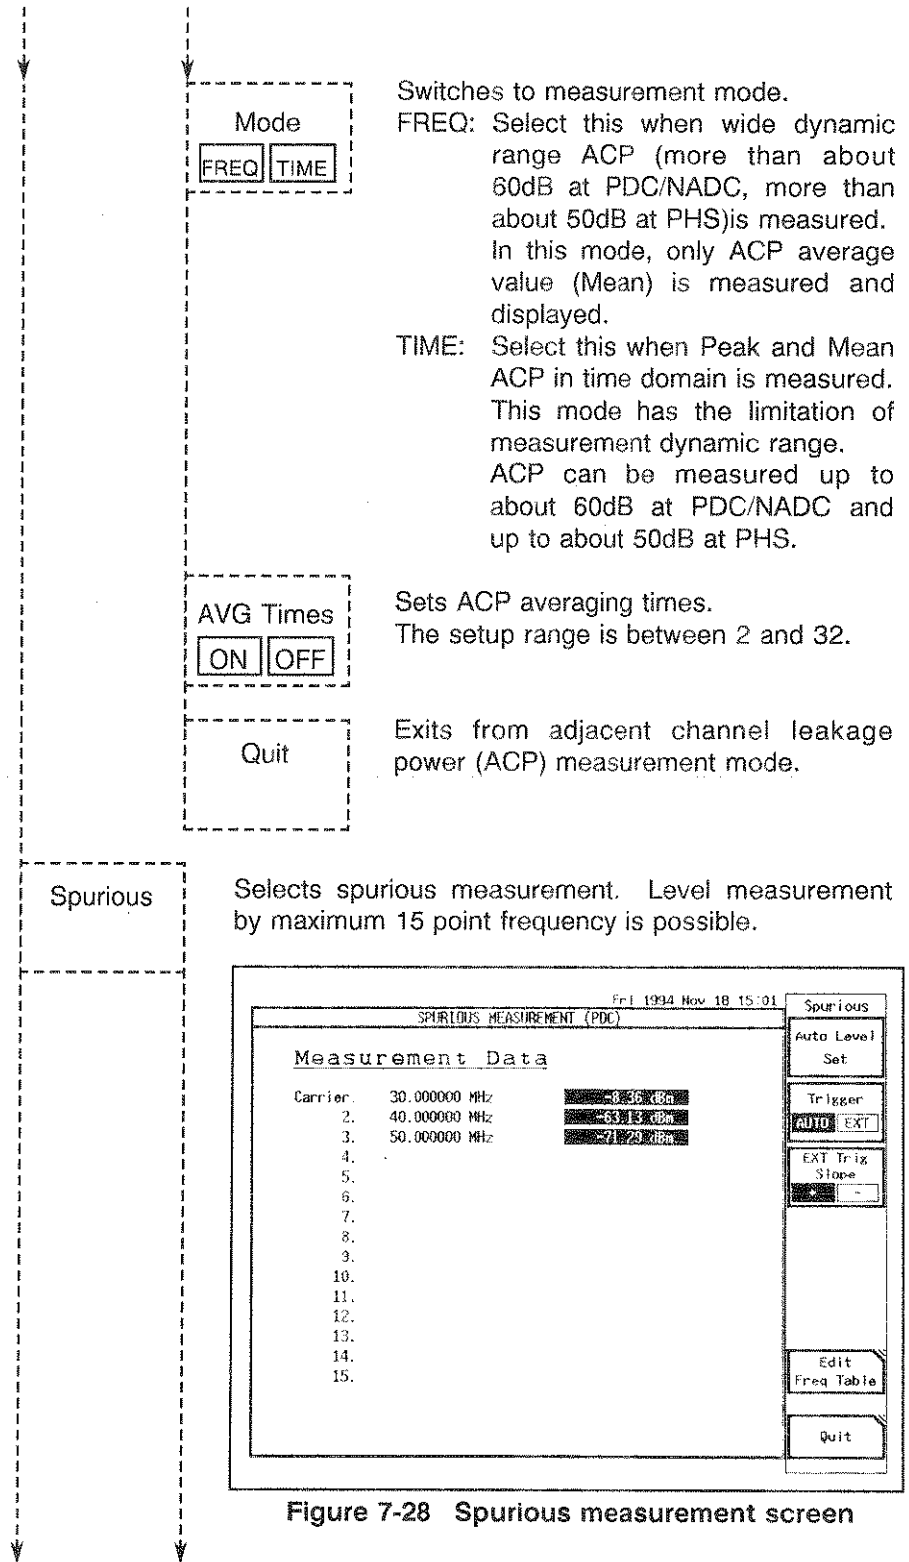 Mode
FREQ TIME
Switches to measurement mode.
FREQ: Select this when wide dynamic
range ACP (more than about
60dB at PDC/NADC, more than
about 50dB at PHS)is measured.
In this mode, only ACP average
value (Mean) is measured and
displayed.
TIME: Select this when Peak and Mean
ACP in time domain is measured.
This mode has the limitation of
measurement dynamic range.
ACP can be measured up to
about 60dB at PDC/NADC and
up to about 50dB at PHS.
AVG Times
ON OFF
Sets ACP averaging times.
The setup range is between 2 and 32.
Quit
Exits from adjacent channel leakage
power (ACP) measurement mode.
Spurious
Selects spurious measurement. Level measurement
by maximum 15 point frequency is possible.
Fri 1994 Nov 18 15:01
SPURIOUS MEASUREMENT (PDC)
Measurement Data
Carrier. 30.000000 MHz -8.36 dBm
2. 40.000000 MHz -63.13 dBm
3. 50.000000 MHz -71.29 dBm
4.
5.
6.
7.
8.
9.
10.
11.
12.
13.
14.
15.
Spurious
Auto Level
Set
Trigger
AUTO EXT
EXT Trig
Slope
+ -
Edit
Freq Table
Quit
Figure 7-28 Spurious measurement screen